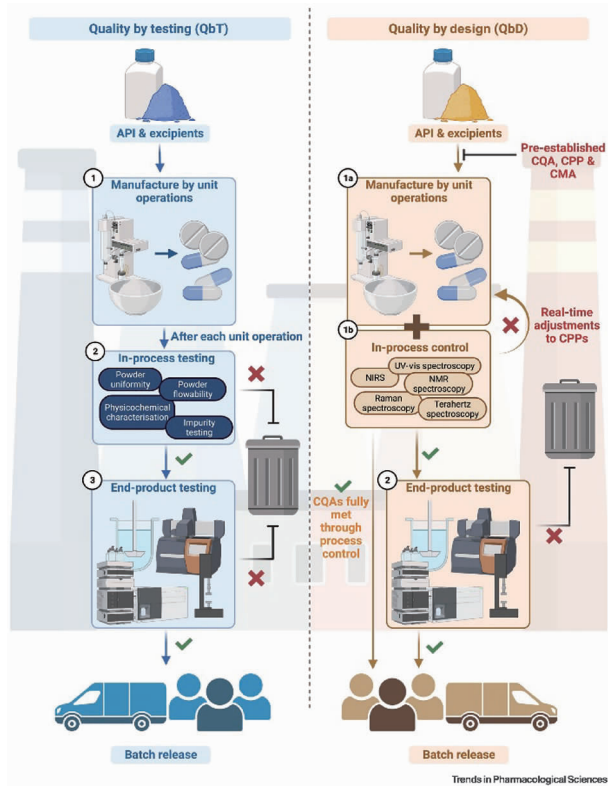 Quality by testing (QbT)
API & excipients
1
Manufacture by unit
operations
After each unit operation
2
In-process testing
Powder
uniformity
Powder
flowability
Physicochemical
characterisation
Impurity
testing
3
End-product testing
Batch release
Quality by design (QbD)
API & excipients
Pre-established
CQA, CPP &
CMA
1a
Manufacture by unit
operations
Real-time
adjustments
to CPPs
1b
In-process control
UV-vis spectroscopy
NIRS
NMR
spectroscopy
Raman
spectroscopy
Terahertz
spectroscopy
CQAs fully
met
through
process
control
2
End-product testing
Batch release
Trends in Pharmacological Sciences